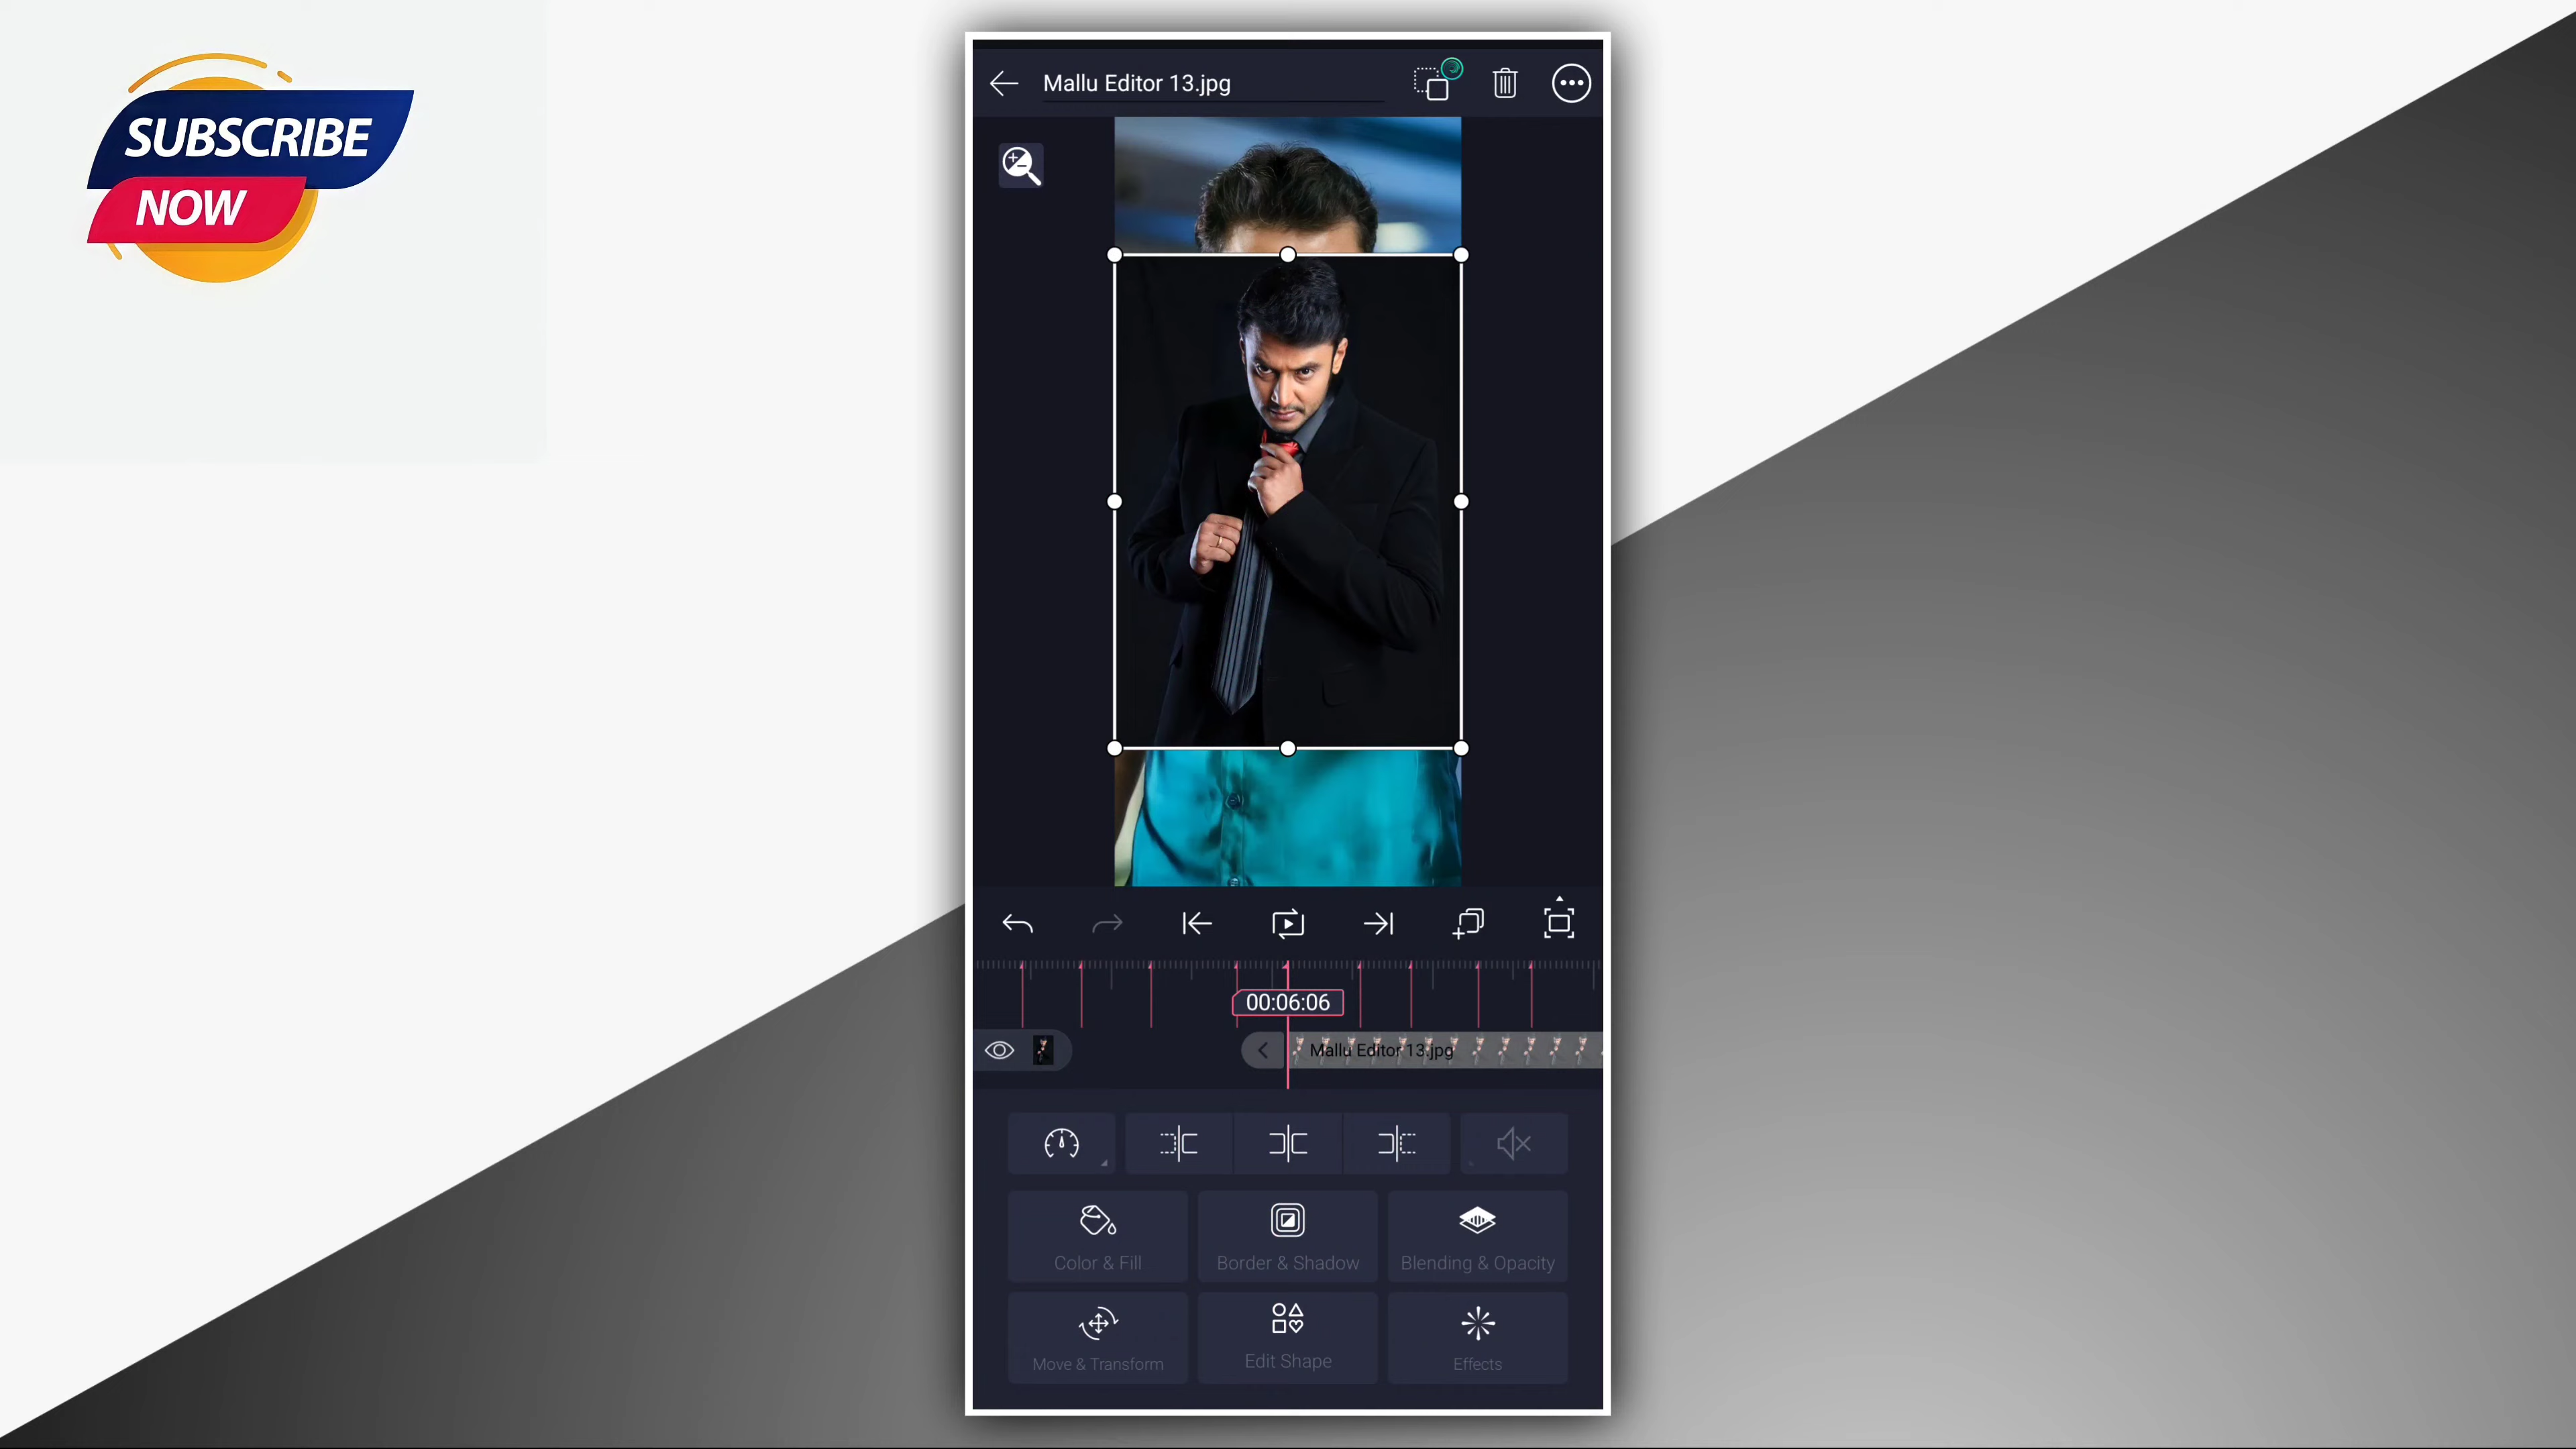 SUBSCRIBE
NOW
Mallu Editor 13.jpg
00:06:06
Mallu Editor 13.jpg
Color & Fill
Border & Shadow
Blending & Opacity
Move & Transform
Edit Shape
Effects